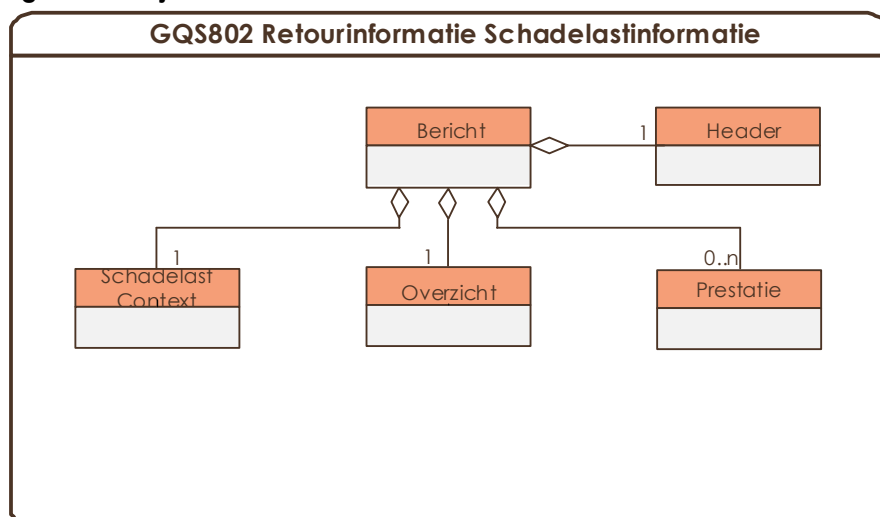 GQS802 Retourinformatie Schadelastinformatie
Bericht
1
Header
1
1
0..n
Schadelast
Context
Overzicht
Prestatie